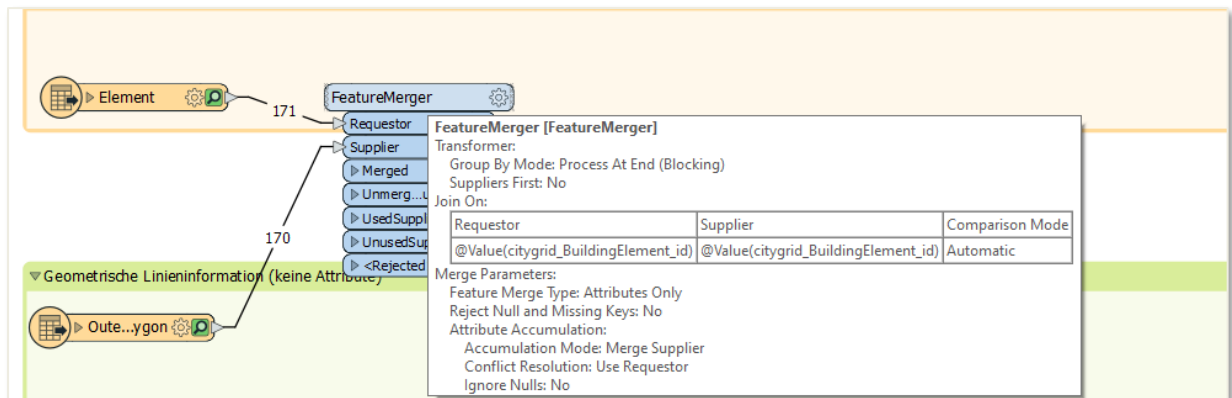 Element
171
FeatureMerger
Requestor
Supplier
Merged
Unmerg...u
UsedSuppl
UnusedSup
<Rejected
170
Geometrische Linieninformation (keine Attribute)
Oute...ygon
FeatureMerger [FeatureMerger]
Transformer:
Group By Mode: Process At End (Blocking)
Suppliers First: No
Join On:
Requestor Supplier Comparison Mode
@Value(citygrid_BuildingElement_id) @Value(citygrid_BuildingElement_id) Automatic
Merge Parameters:
Feature Merge Type: Attributes Only
Reject Null and Missing Keys: No
Attribute Accumulation:
Accumulation Mode: Merge Supplier
Conflict Resolution: Use Requestor
Ignore Nulls: No